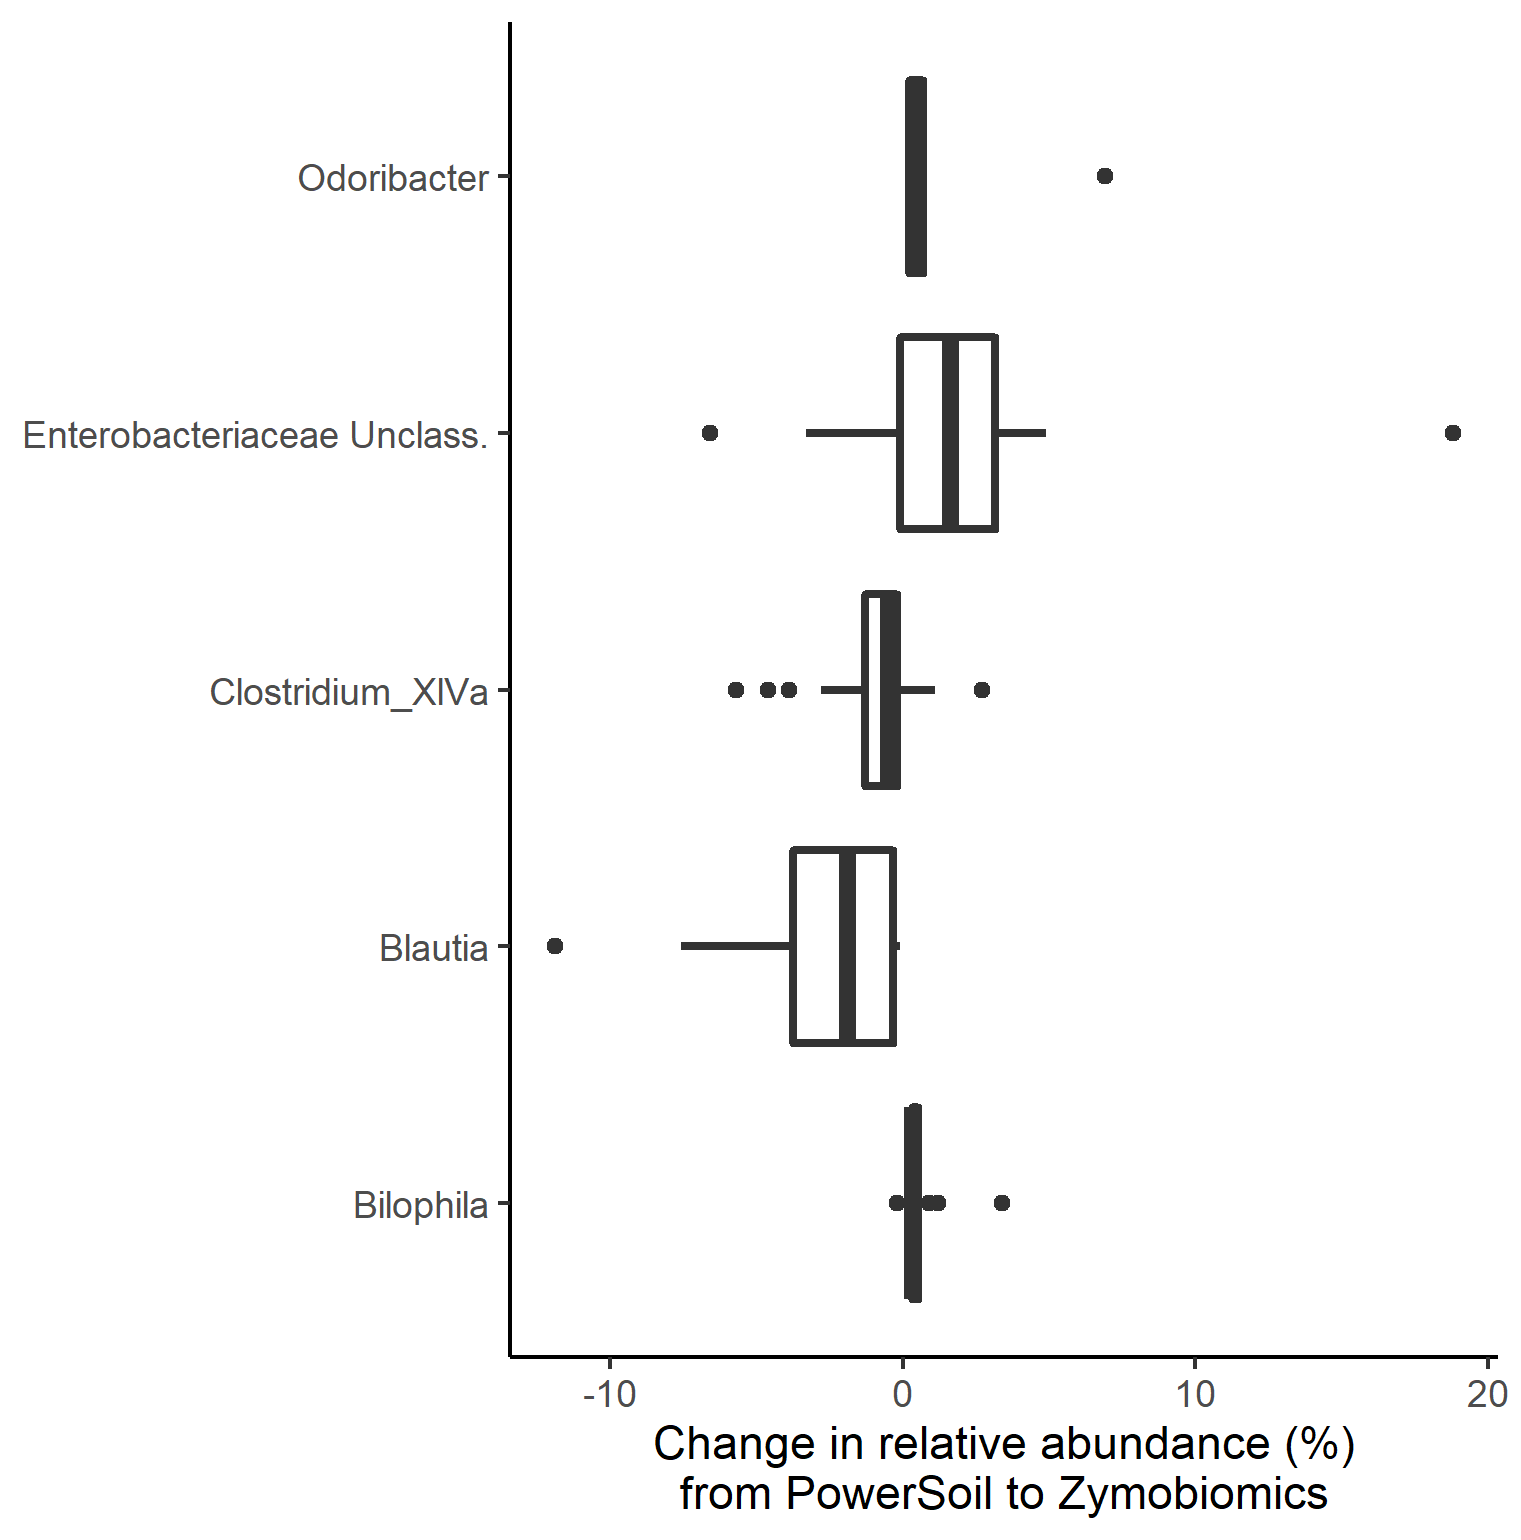 Odoribacter
Enterobacteriaceae Unclass.
Clostridium_XIVa
Blautia
Bilophila
-10 0 10 20
Change in relative abundance (%)
from PowerSoil to Zymobiomics